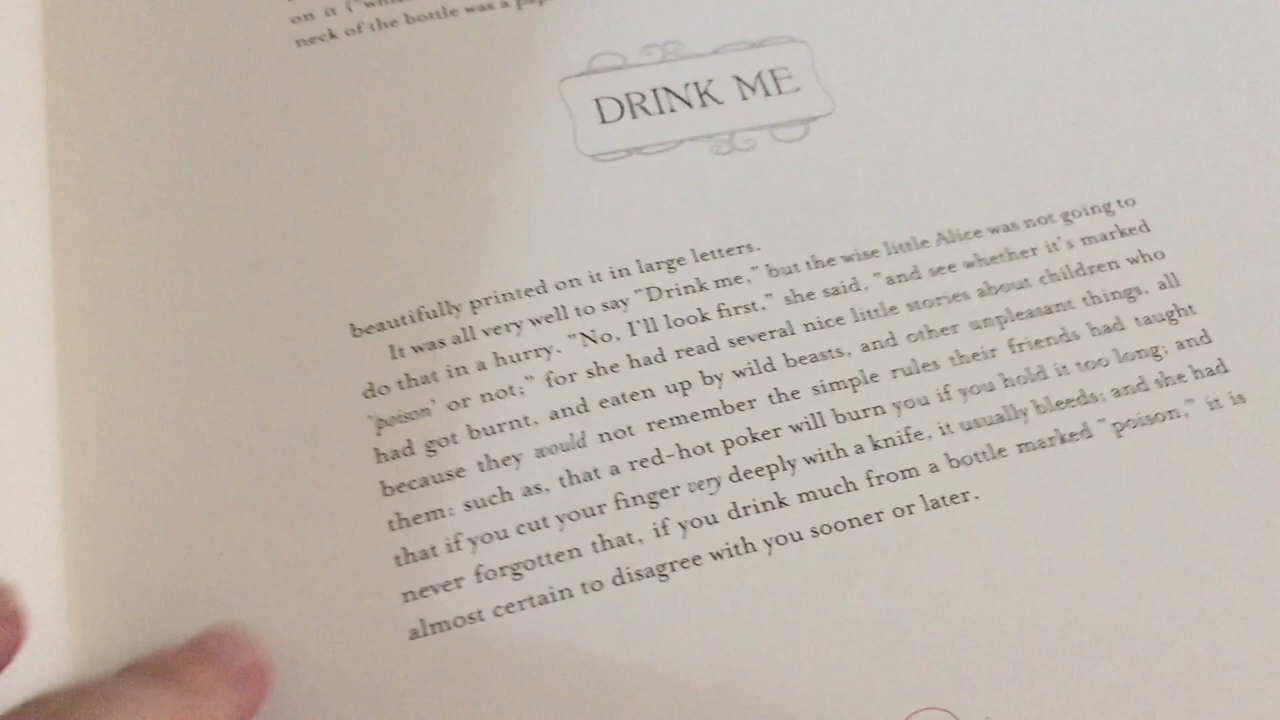 on it ("which
neck of the bottle was a pap
DRINK ME
beautifully printed on it in large letters.
It was all very well to say "Drink me," but the wise little Alice was not going to
do that in a hurry. "No, I'll look first," she said, "and see whether it's marked
'poison' or not;" for she had read several nice little stories about children who
had got burnt, and eaten up by wild beasts, and other unpleasant things, all
because they would not remember the simple rules their friends had taught
them: such as, that a red-hot poker will burn you if you hold it too long; and
that if you cut your finger very deeply with a knife, it usually bleeds; and she had
never forgotten that, if you drink much from a bottle marked "poison," it is
almost certain to disagree with you sooner or later.